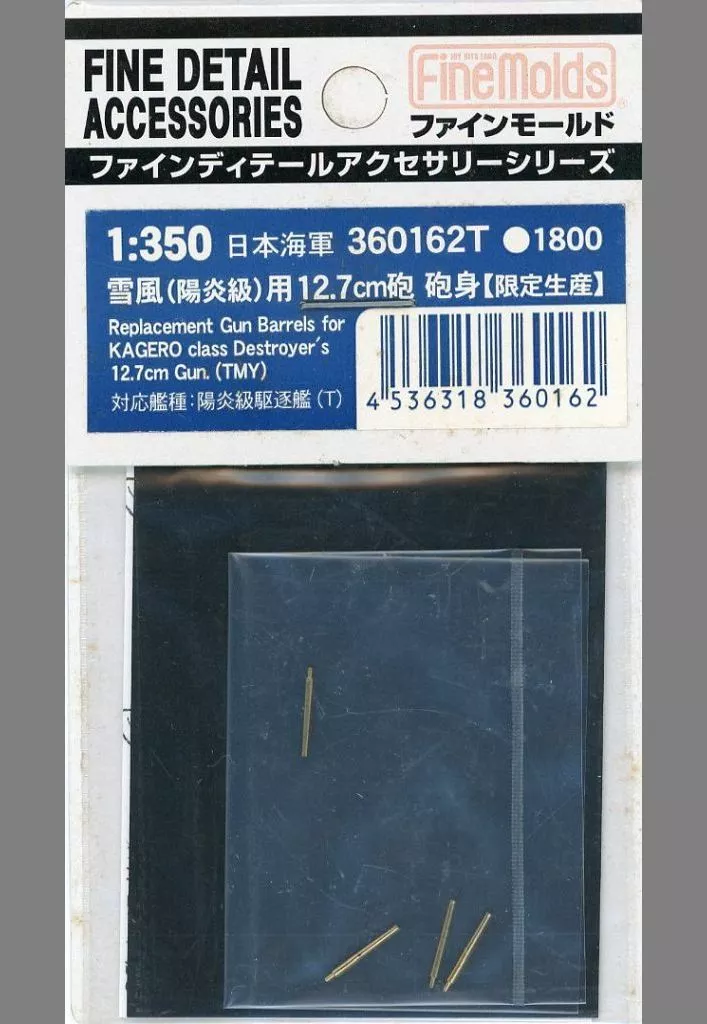 FINE DETAIL
ACCESSORIES
FineMolds
®
ファインモールド
ファインディテールアクセサリーシリーズ
1:350 日本海軍 360162T ●1800
雪風(陽炎級)用12.7cm砲 砲身【限定生産】
Replacement Gun Barrels for
KAGERO class Destroyer's
12.7cm Gun. (TMY)
対応艦種:陽炎級駆逐艦(T)
4 536318 360162